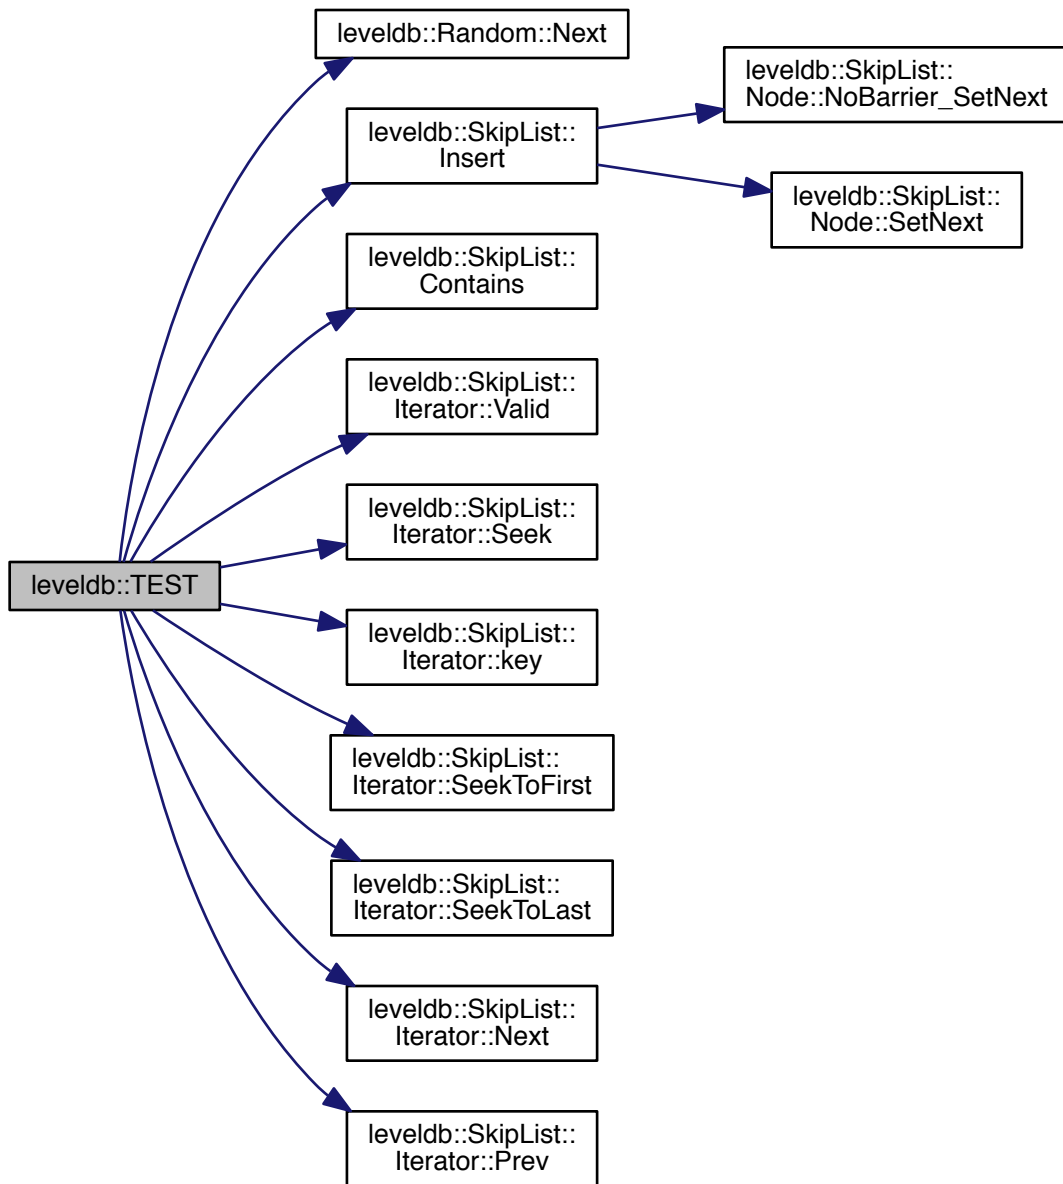 leveldb::Random::Next
leveldb::SkipList::
Node::NoBarrier_SetNext
leveldb::SkipList::
Insert
leveldb::SkipList::
Node::SetNext
leveldb::SkipList::
Contains
leveldb::SkipList::
Iterator::Valid
leveldb::SkipList::
Iterator::Seek
leveldb::TEST
leveldb::SkipList::
Iterator::key
leveldb::SkipList::
Iterator::SeekToFirst
leveldb::SkipList::
Iterator::SeekToLast
leveldb::SkipList::
Iterator::Next
leveldb::SkipList::
Iterator::Prev